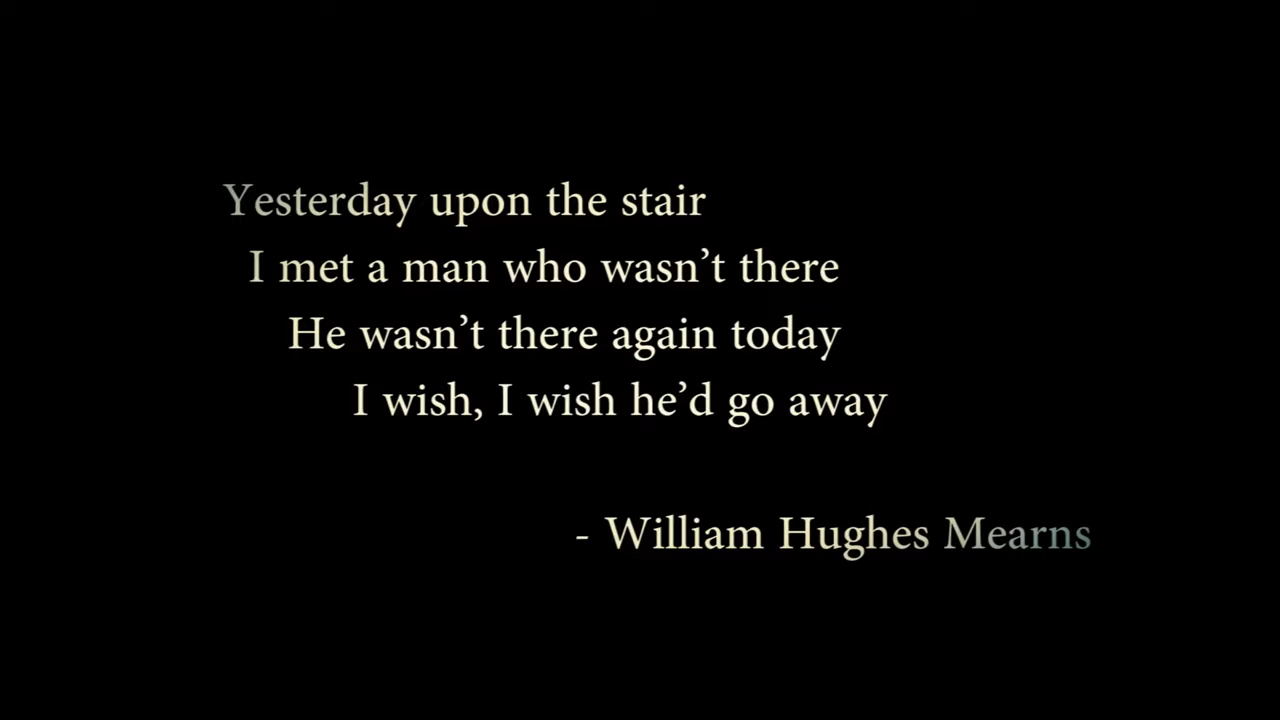 Yesterday upon the stair
I met a man who wasn’t there
He wasn’t there again today
I wish, I wish he’d go away
- William Hughes Mearns